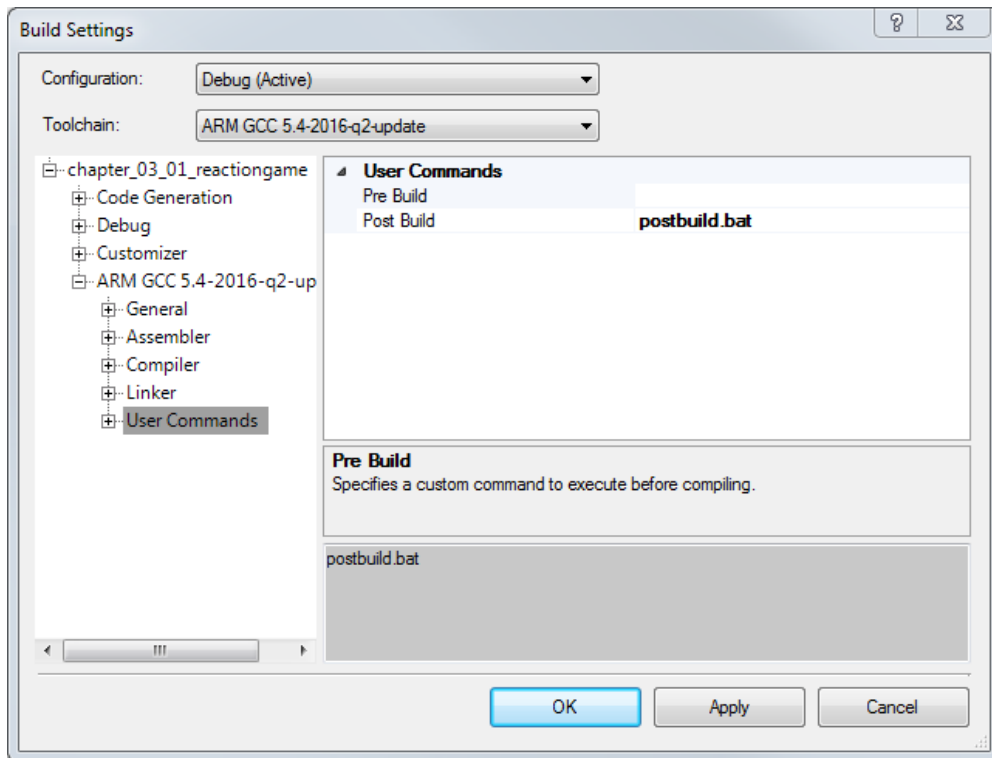 Build Settings
Configuration: Debug (Active)
Toolchain: ARM GCC 5.4-2016-q2-update
chapter_03_01_reactiongame
Code Generation
Debug
Customizer
ARM GCC 5.4-2016-q2-up
General
Assembler
Compiler
Linker
User Commands
User Commands
Pre Build
Post Build postbuild.bat
Pre Build
Specifies a custom command to execute before compiling.
postbuild.bat
OK Apply Cancel